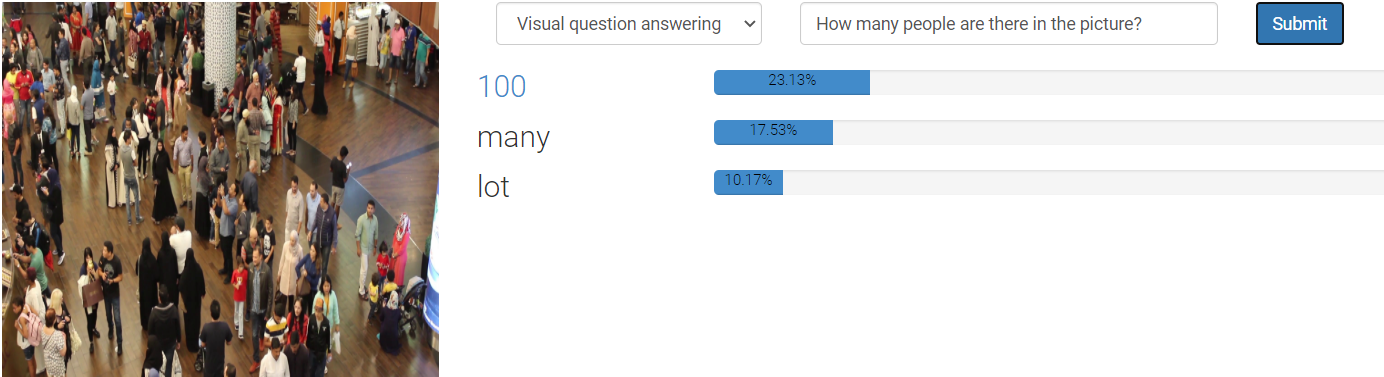 Visual question answering
How many people are there in the picture?
Submit
100
23.13%
many
17.53%
lot
10.17%